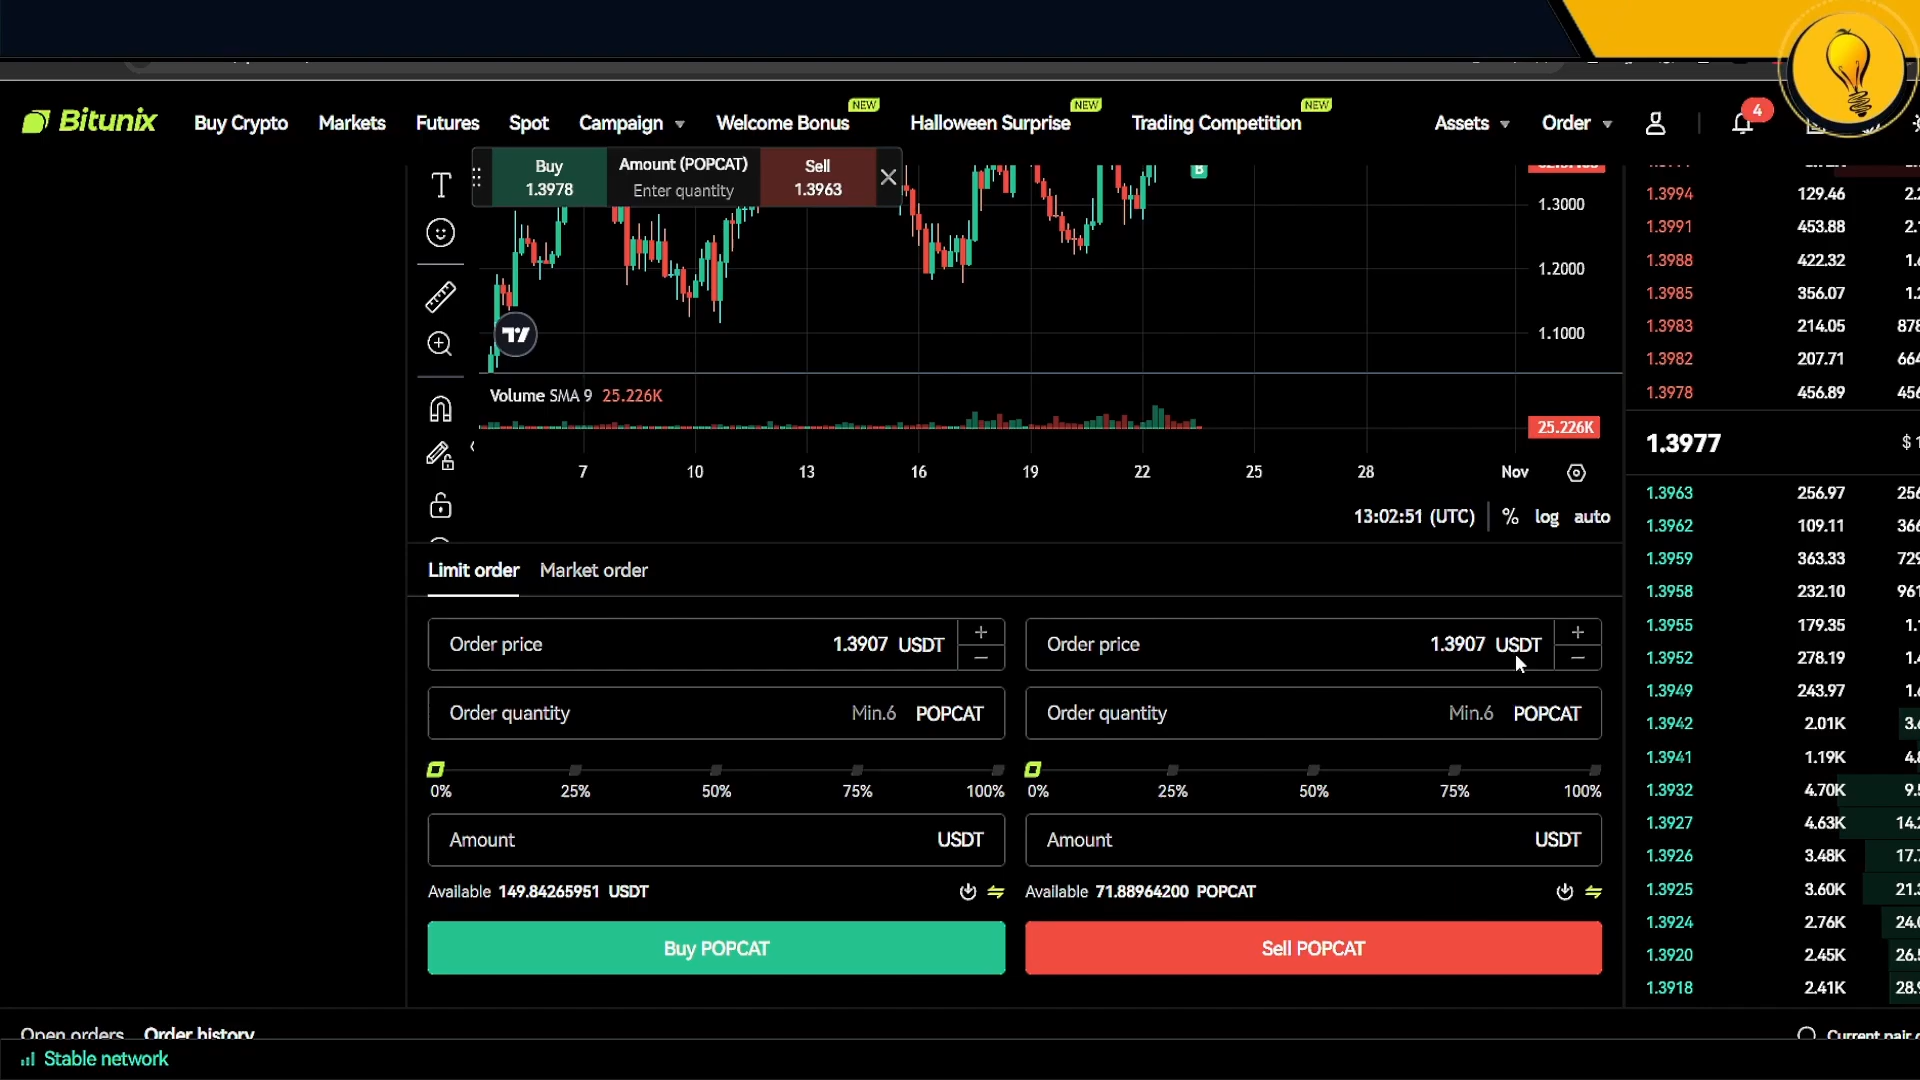 Bitunix Buy Crypto Markets Futures Spot Campaign Welcome Bonus NEW Halloween Surprise NEW Trading Competition NEW Assets Order 4
Buy 1.3978 Amount (POPCAT) Enter quantity Sell 1.3963
B
1.3000
1.2000
1.1000
Volume SMA 9 25.226K
25.226K
7 10 13 16 19 22 25 28 Nov
13:02:51 (UTC) % log auto
Limit order Market order
Order price 1.3907 USDT + −
Order quantity Min.6 POPCAT
0% 25% 50% 75% 100%
Amount USDT
Available 149.84265951 USDT
Buy POPCAT
Order price 1.3907 USDT + −
Order quantity Min.6 POPCAT
0% 25% 50% 75% 100%
Amount USDT
Available 71.88964200 POPCAT
Sell POPCAT
1.3994 129.46
1.3991 453.88
1.3988 422.32
1.3985 356.07
1.3983 214.05
1.3982 207.71
1.3978 456.89
1.3977
1.3963 256.97
1.3962 109.11
1.3959 363.33
1.3958 232.10
1.3955 179.35
1.3952 278.19
1.3949 243.97
1.3942 2.01K
1.3941 1.19K
1.3932 4.70K
1.3927 4.63K
1.3926 3.48K
1.3925 3.60K
1.3924 2.76K
1.3920 2.45K
1.3918 2.41K
Open orders Order history Current pair
Stable network